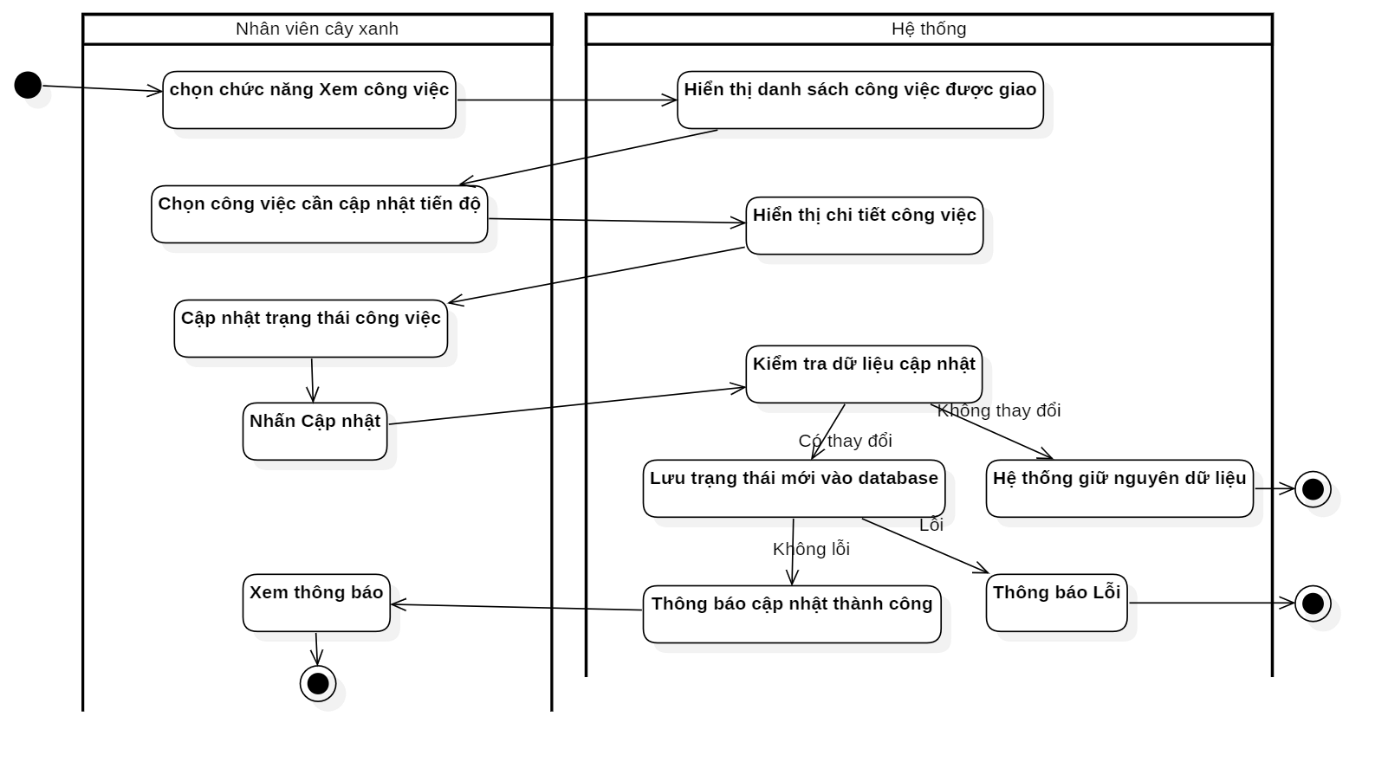 Nhân viên cây xanh
Hệ thống
chọn chức năng Xem công việc
Hiển thị danh sách công việc được giao
Chọn công việc cần cập nhật tiến độ
Hiển thị chi tiết công việc
Cập nhật trạng thái công việc
Kiểm tra dữ liệu cập nhật
Nhấn Cập nhật
Không thay đổi
Có thay đổi
Lưu trạng thái mới vào database
Hệ thống giữ nguyên dữ liệu
Lỗi
Không lỗi
Xem thông báo
Thông báo cập nhật thành công
Thông báo Lỗi